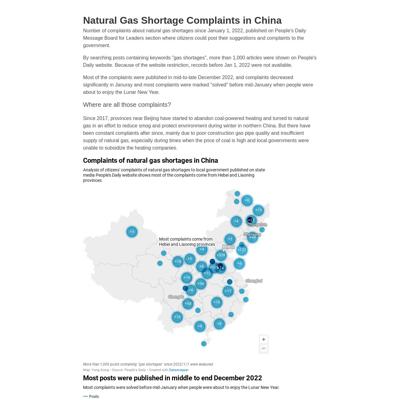 Natural Gas Shortage Complaints in China
Number of complaints about natural gas shortages since January 1, 2022, published on People's Daily
Message Board for Leaders section where citizens could post their suggestions and complaints to the
government.
By searching posts containing keywords "gas shortages", more than 1,000 articles were shown on People's
Daily website. Because of the website restriction, records before Jan 1, 2022 were not available.
Most of the complaints were published in mid-to-late December 2022, and complaints decreased
significantly in January and most complaints were marked "solved" before mid-January when people were
about to enjoy the Lunar New Year.
Where are all those complaints?
Since 2017, provinces near Beijing have started to abandon coal-powered heating and turned to natural
gas in an effort to reduce smog and protect environment during winter in northern China. But there have
been constant complaints after since, mainly due to poor construction gas pipe quality and insufficient
supply of natural gas, especially during times when the price of coal is high and local governments were
unable to subsidize the heating companies.
Complaints of natural gas shortages in China
Analysis of citizens' complaints of natural gas shortages to local government published on state
media People's Daily website shows most of the complaints come from Hebei and Liaoning
provinces.
Most complaints come from
Hebei and Liaoning provinces
Shanghai
Chengdu
+
−
More than 1,000 posts containing "gas shortage" since 2022/1/1 were analyzed.
Source: People's Daily • Created with Datawrapper
Most posts were published in middle to end December 2022
Most complaints were solved before mid-January when people were about to enjoy the Lunar New Year.
Posts